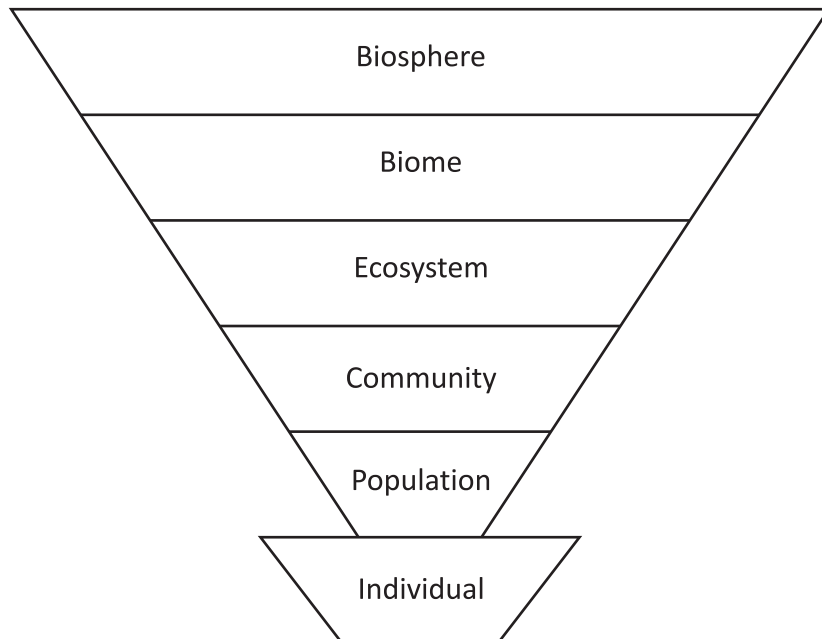 Biosphere
Biome
Ecosystem
Community
Population
Individual